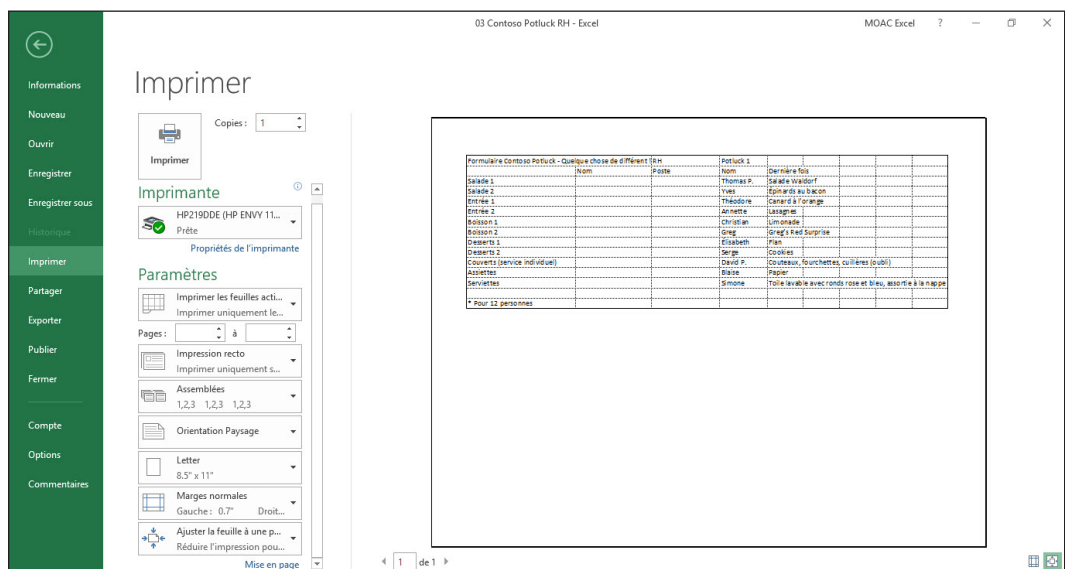 03 Contoso Potluck RH - Excel
MOAC Excel ?
Informations
Nouveau
Ouvrir
Enregistrer
Enregistrer sous
Historique
Imprimer
Partager
Exporter
Publier
Fermer
Compte
Options
Commentaires
Imprimer
Imprimer
Copies : 1
Imprimante
HP219DDE (HP ENVY 11...
Prête
Propriétés de l'imprimante
Paramètres
Imprimer les feuilles acti...
Imprimer uniquement le...
Pages : à
Impression recto
Imprimer uniquement s...
Assemblées
1,2,3 1,2,3 1,2,3
Orientation Paysage
Letter
8.5" x 11"
Marges normales
Gauche : 0.7" Droit...
Ajuster la feuille à une p...
Réduire l'impression pou...
Mise en page
Formulaire Contoso Potluck - Quelque chose de différent ! RH Potluck 1
Nom Poste Nom Dernière fois
Salade 1 Thomas P. Salade Waldorf
Salade 2 Yves Epinards au bacon
Entrée 1 Théodore Canard à l'orange
Entrée 2 Annette Lasagnes
Boisson 1 Christian Limonade
Boisson 2 Greg Greg's Red Surprise
Desserts 1 Elisabeth Flan
Desserts 2 Serge Cookies
Couverts (service individuel) David P. Couteaux, fourchettes, cuillères (oubli)
Assiettes Blaise Papier
Serviettes Simone Toile lavable avec ronds rose et bleu, assortie à la nappe
* Pour 12 personnes
1 de 1